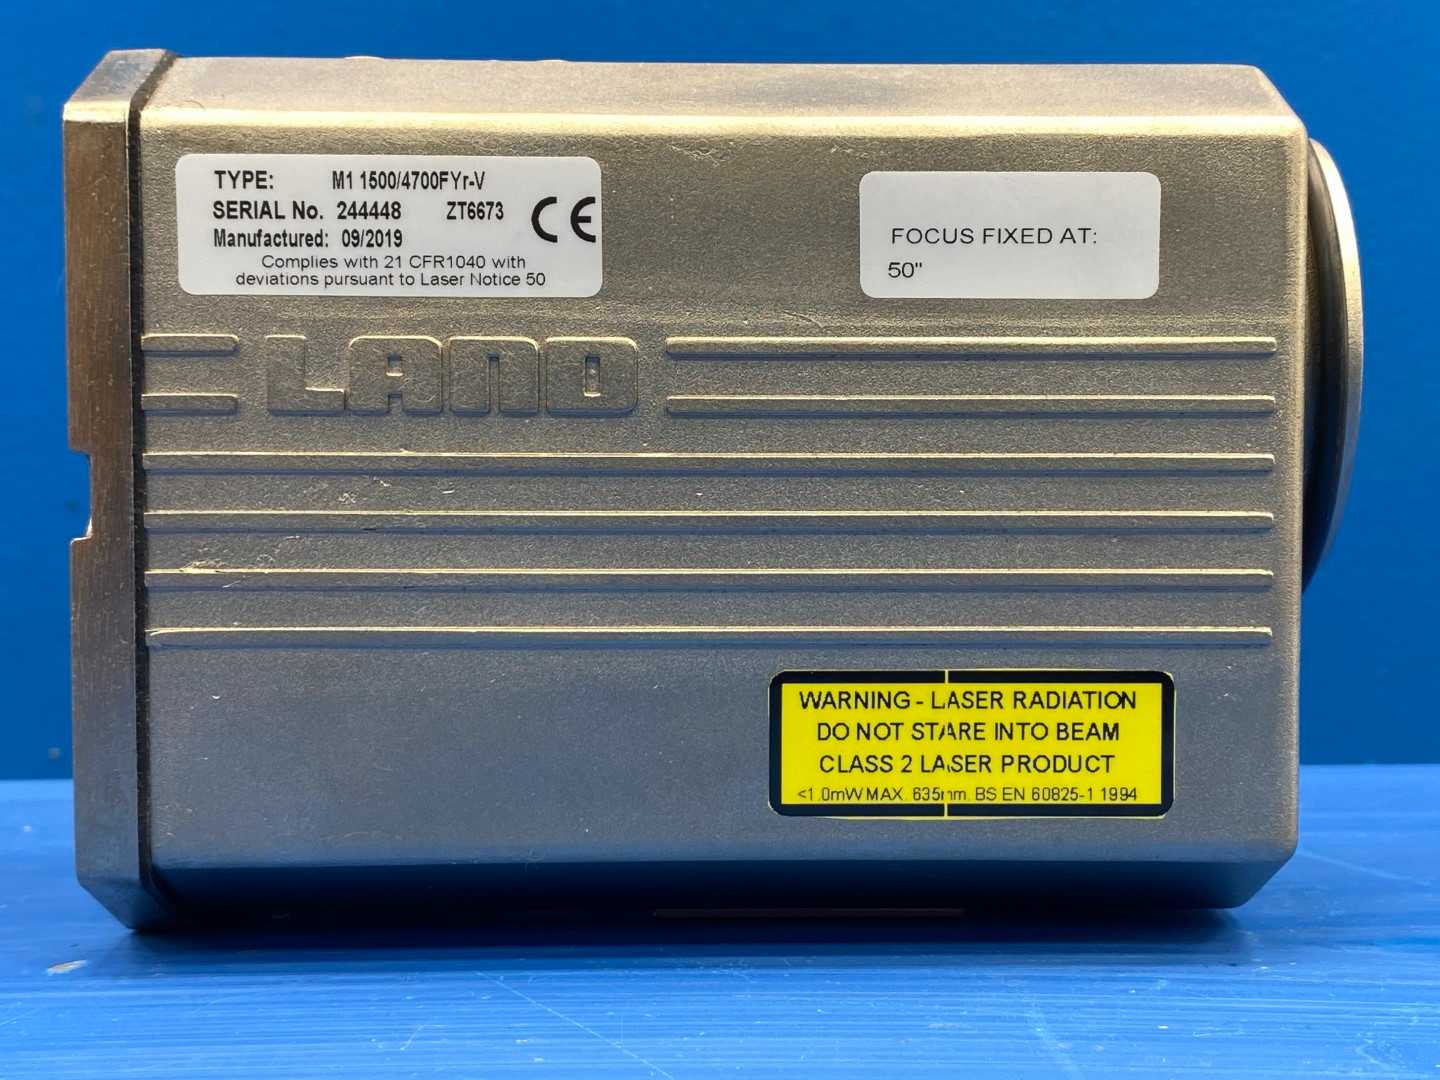 TYPE: M1 1500/4700FYr-V
SERIAL No. 244448 ZT6673
Manufactured: 09/2019 CE
Complies with 21 CFR1040 with
deviations pursuant to Laser Notice 50
FOCUS FIXED AT:
50"
LAND
WARNING - LASER RADIATION
DO NOT STARE INTO BEAM
CLASS 2 LASER PRODUCT
<1.0mW MAX. 635nm. BS EN 60825-1 1994